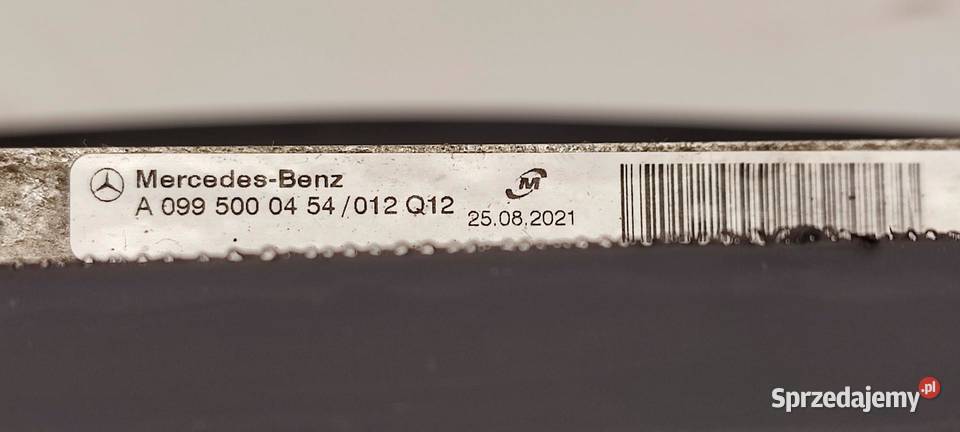 Mercedes-Benz
A 099 500 04 54/012 Q12
M
25.08.2021
Sprzedajemy.pl